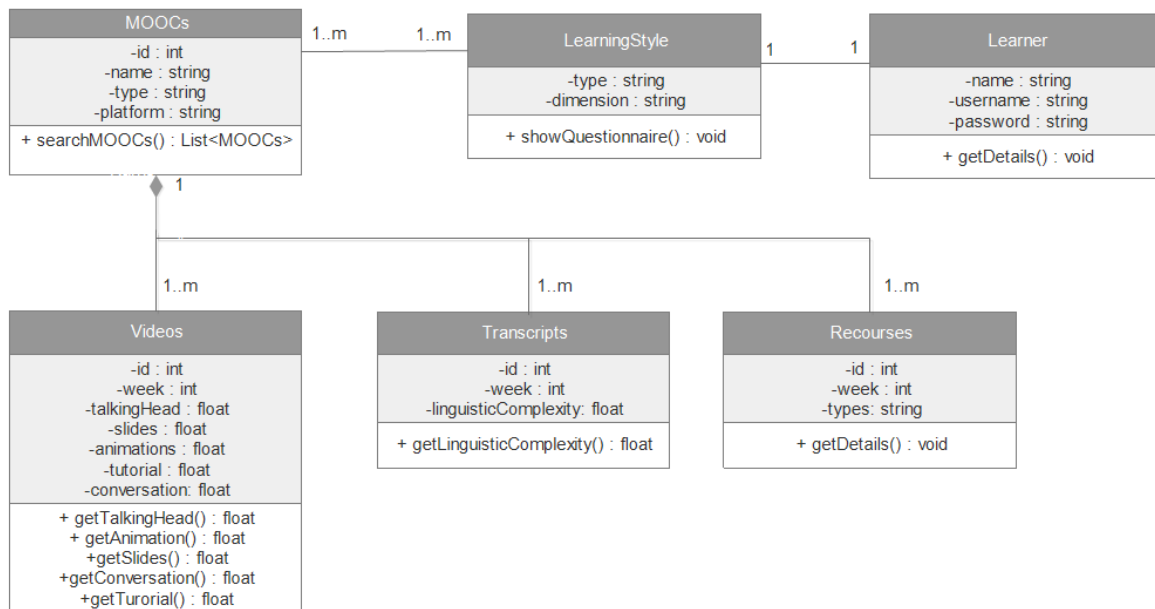 MOOCs
-id : int
-name : string
-type : string
-platform : string
+ searchMOOCs() : List<MOOCs>
1..m
1..m
LearningStyle
-type : string
-dimension : string
+ showQuestionnaire() : void
1
1
Learner
-name : string
-username : string
-password : string
+ getDetails() : void
1
1..m
1..m
1..m
Videos
-id : int
-week : int
-talkingHead : float
-slides : float
-animations : float
-tutorial : float
-conversation: float
+ getTalkingHead() : float
+ getAnimation() : float
+getSlides() : float
+getConversation() : float
+getTurorial() : float
Transcripts
-id : int
-week : int
-linguisticComplexity: float
+ getLinguisticComplexity() : float
Recourses
-id : int
-week : int
-types: string
+ getDetails() : void